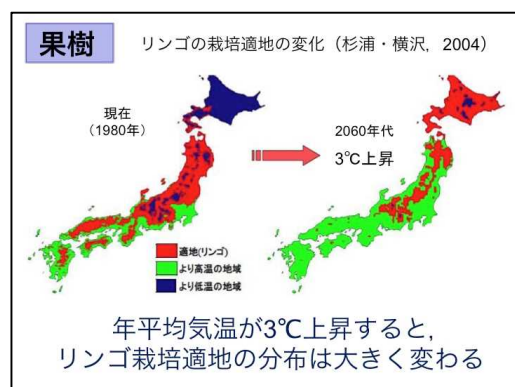 果樹
リンゴの栽培適地の変化（杉浦・横沢，2004）
現在
（1980年）
2060年代
3℃上昇
適地(リンゴ)
より高温の地域
より低温の地域
年平均気温が3℃上昇すると，
リンゴ栽培適地の分布は大きく変わる